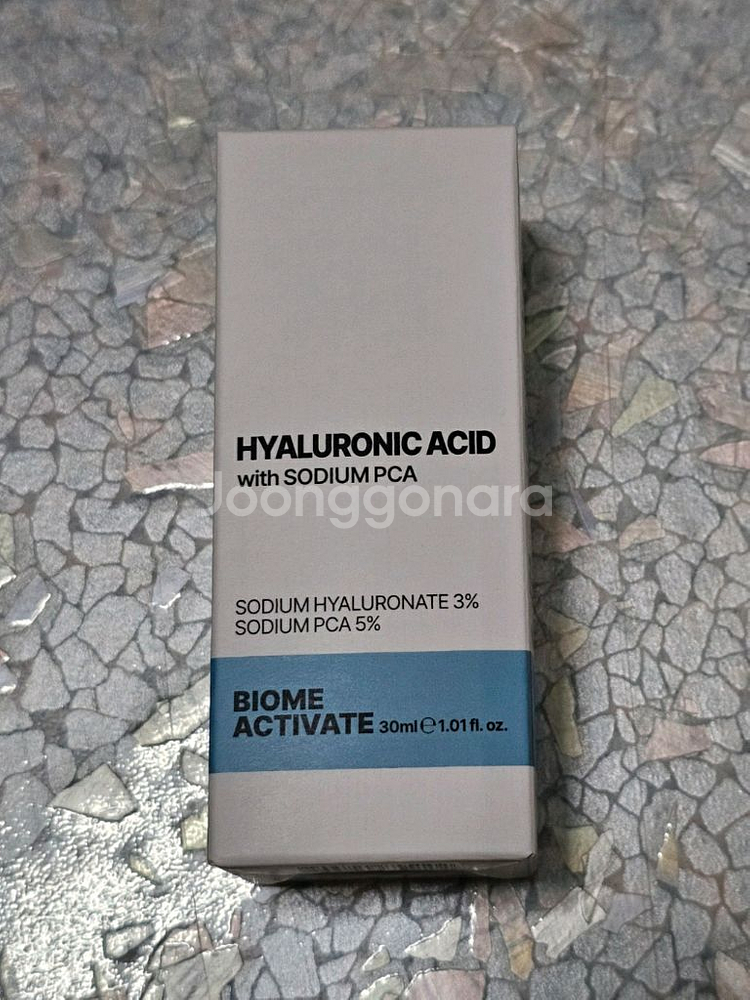 HYALURONIC ACID
with SODIUM PCA
Joonggonara
SODIUM HYALURONATE 3%
SODIUM PCA 5%
BIOME
ACTIVATE 30ml ℮ 1.01 fl. oz.